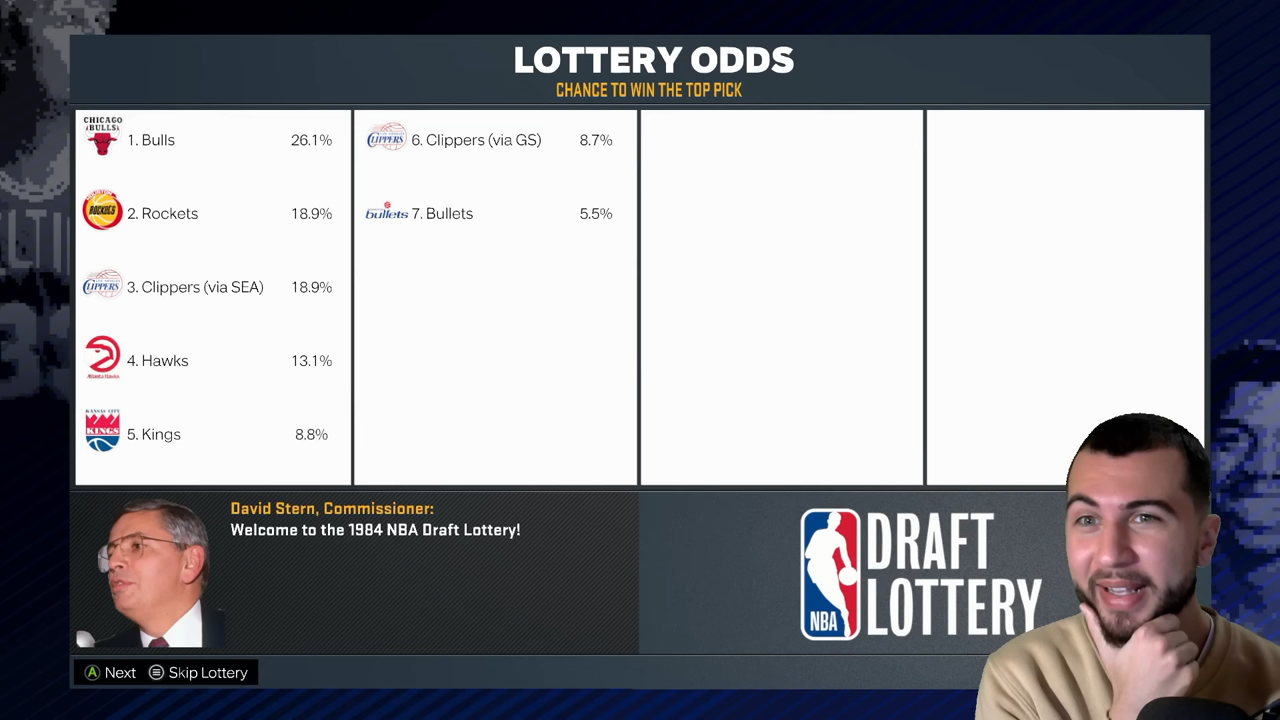 LOTTERY ODDS
CHANCE TO WIN THE TOP PICK
CHICAGO
BULLS
1. Bulls 26.1%
ROCKETS
2. Rockets 18.9%
CLIPPERS
3. Clippers (via SEA) 18.9%
Atlanta Hawks
4. Hawks 13.1%
KANSAS CITY
KINGS
5. Kings 8.8%
CLIPPERS
6. Clippers (via GS) 8.7%
bullets
7. Bullets 5.5%
David Stern, Commissioner:
Welcome to the 1984 NBA Draft Lottery!
NBA
DRAFT
LOTTERY
A Next
Skip Lottery